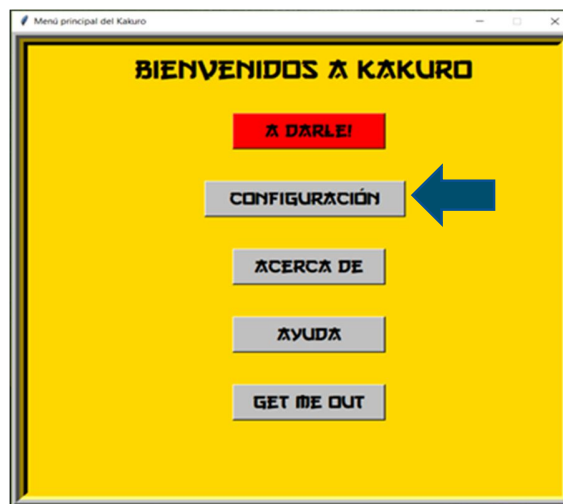 Menú principal del Kakuro
BIENVENIDOS A KAKURO
A DARLE!
CONFIGURACIÓN
ACERCA DE
AYUDA
GET ME OUT